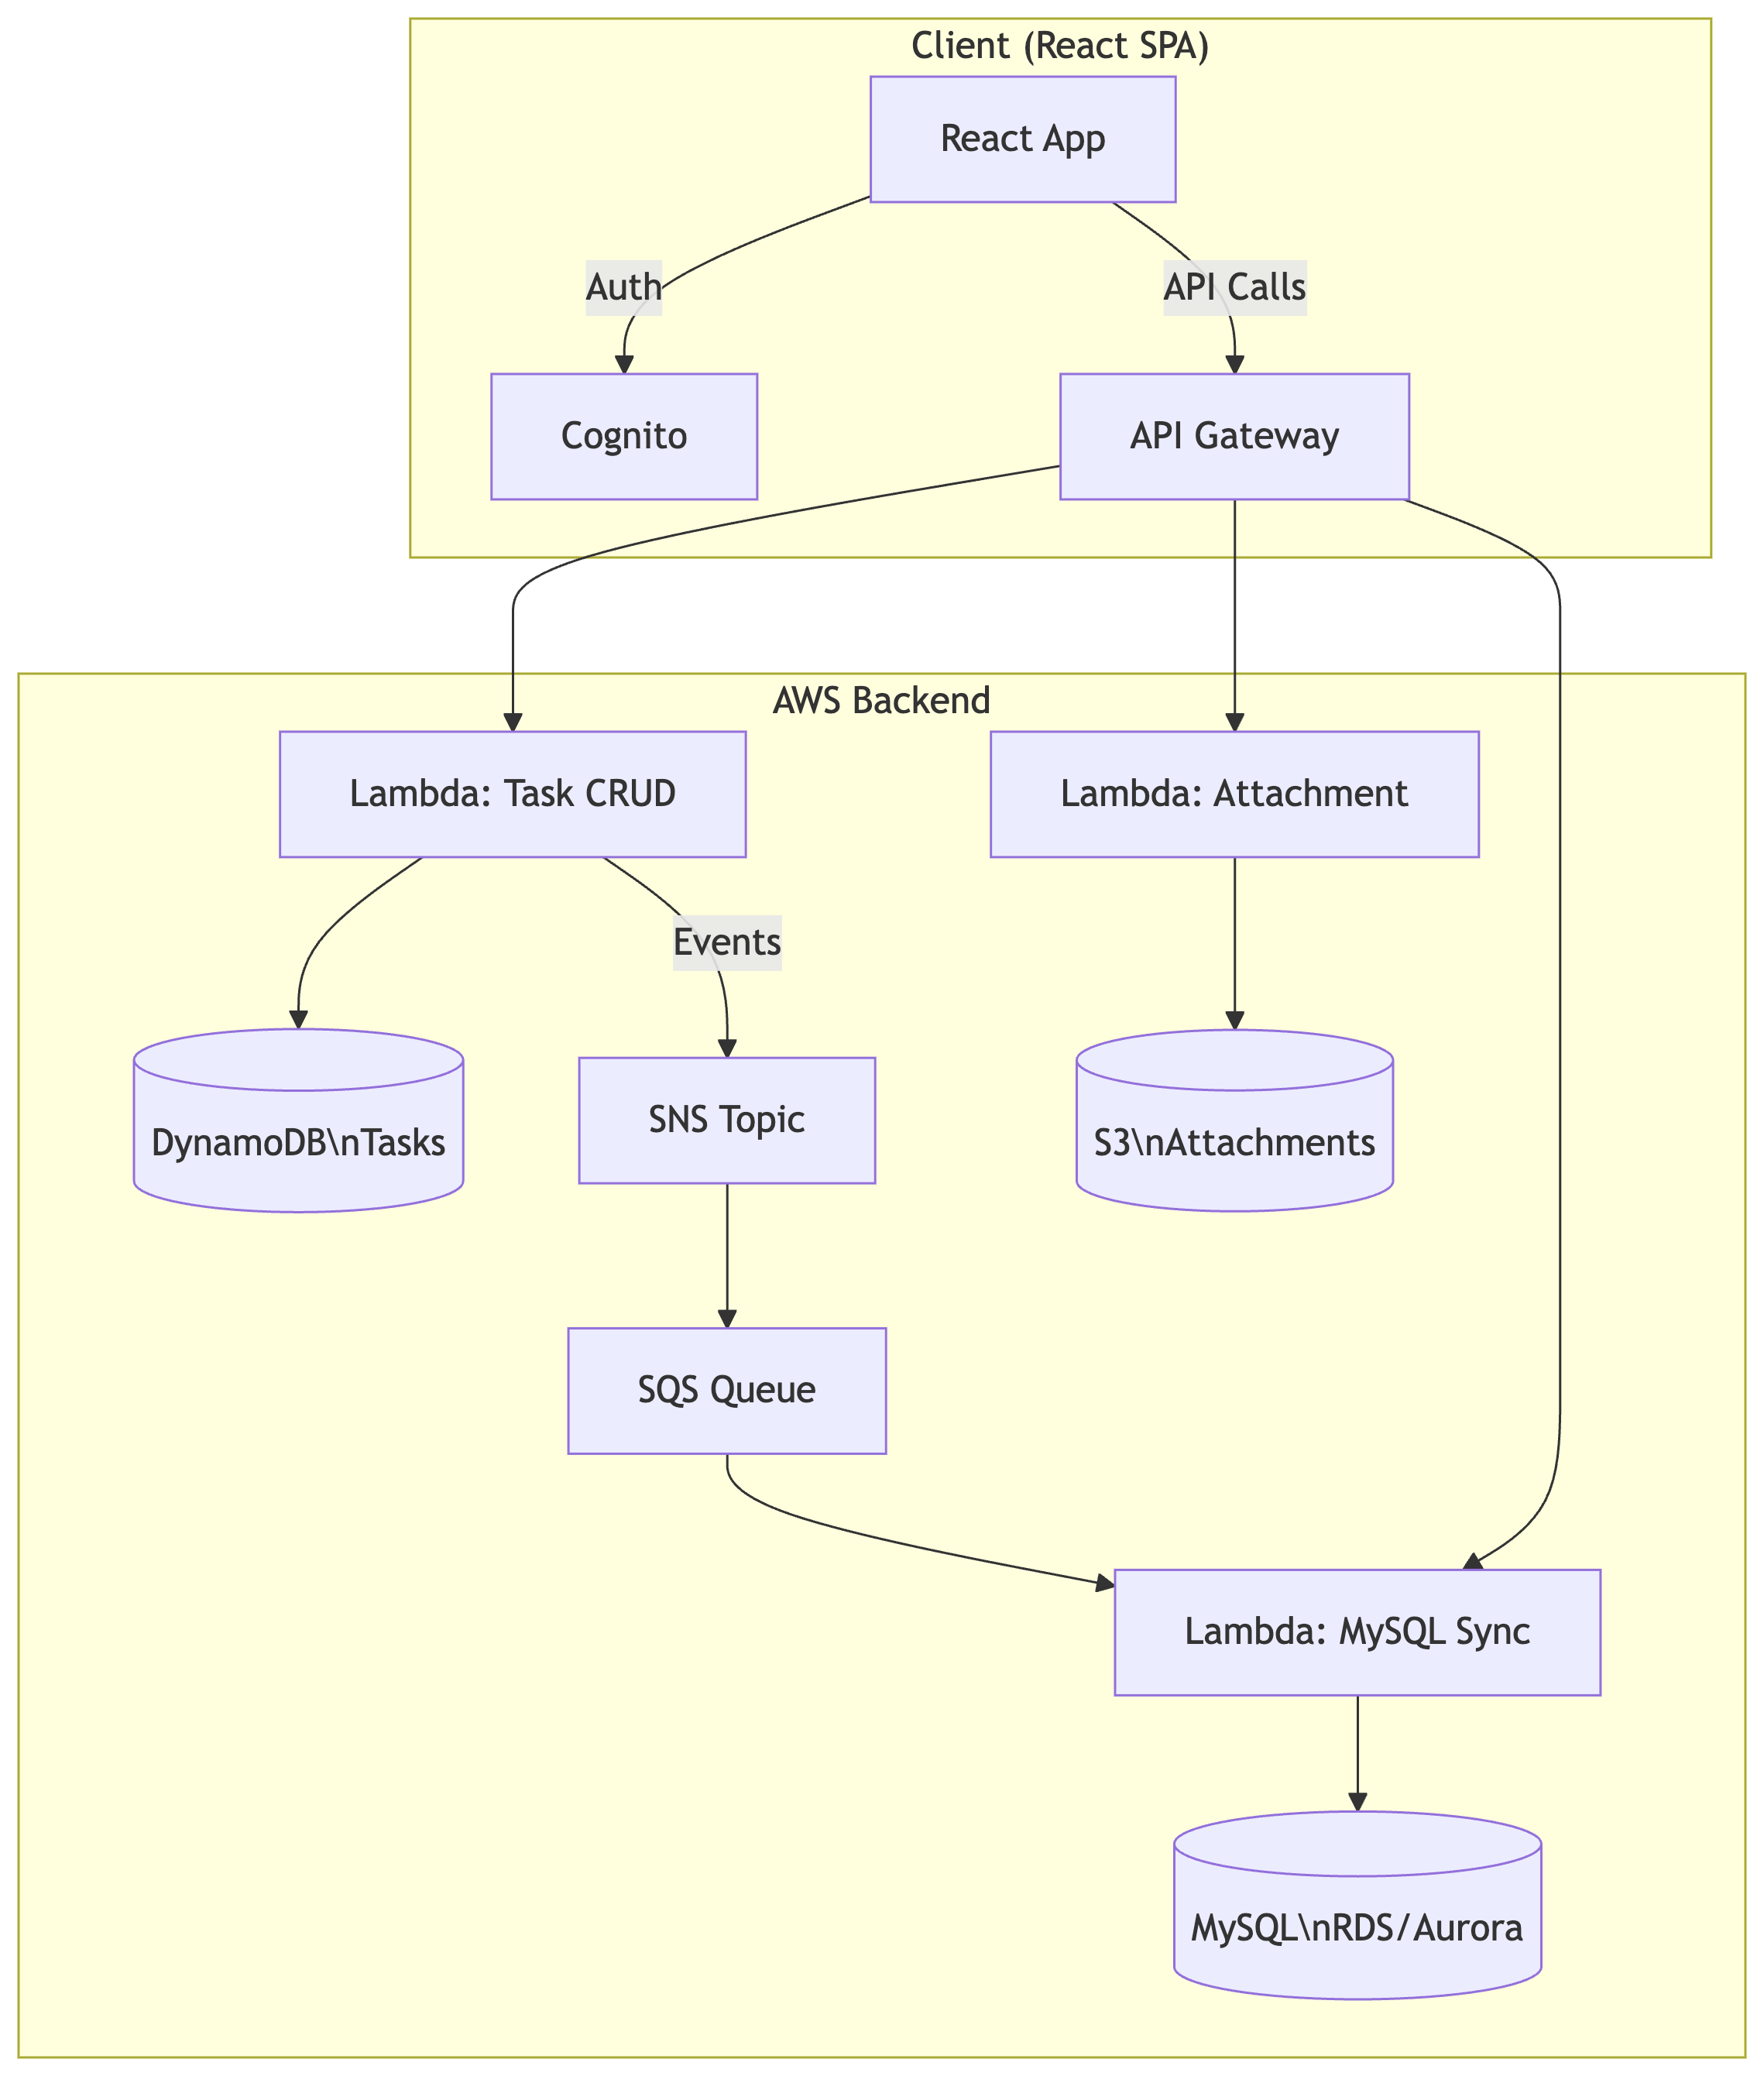 Client (React SPA)
React App
Auth
API Calls
Cognito
API Gateway
AWS Backend
Lambda: Task CRUD
Lambda: Attachment
Events
DynamoDB\nTasks
SNS Topic
S3\nAttachments
SQS Queue
Lambda: MySQL Sync
MySQL\nRDS/Aurora